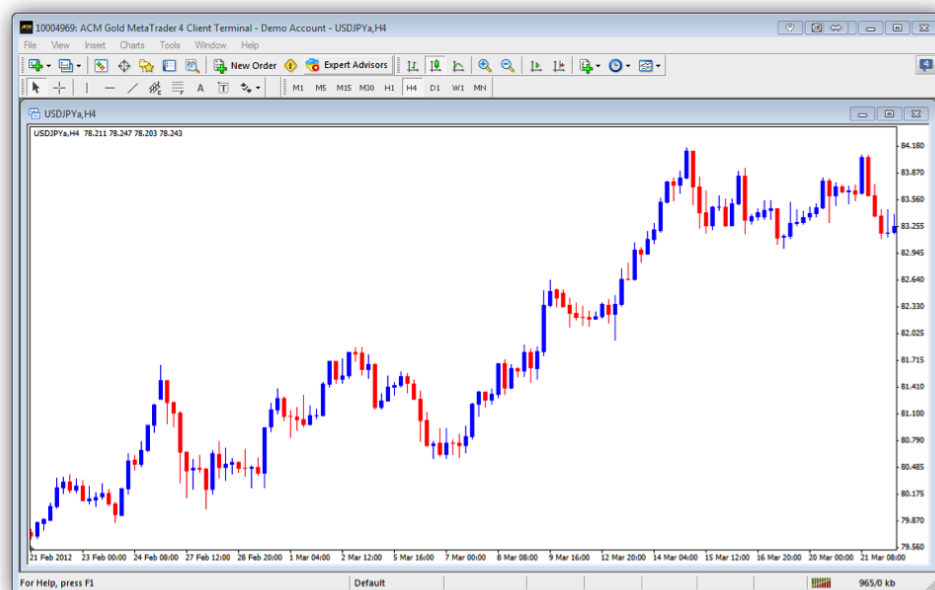 ACM 10004969: ACM Gold MetaTrader 4 Client Terminal - Demo Account - USDJPYa,H4
File View Insert Charts Tools Window Help
New Order Expert Advisors 4
A T M1 M5 M15 M30 H1 H4 D1 W1 MN
USDJPYa,H4
USDJPYa,H4 78.211 78.247 78.203 78.243
84.180
83.870
83.560
83.255
82.945
82.640
82.330
82.025
81.715
81.410
81.100
80.790
80.485
80.175
79.870
79.560
21 Feb 2012 23 Feb 00:00 24 Feb 08:00 27 Feb 12:00 28 Feb 20:00 1 Mar 04:00 2 Mar 12:00 5 Mar 16:00 7 Mar 00:00 8 Mar 08:00 9 Mar 16:00 12 Mar 20:00 14 Mar 04:00 15 Mar 12:00 16 Mar 20:00 20 Mar 00:00 21 Mar 08:00
For Help, press F1 Default 965/0 kb